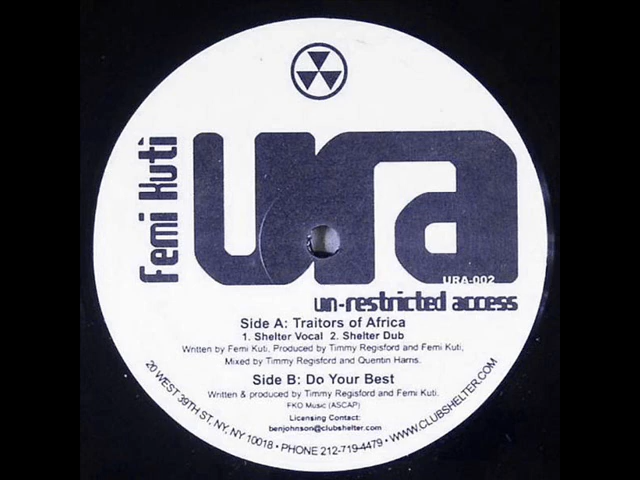 Femi Kuti
ura
URA-002
un-restricted access
Side A: Traitors of Africa
1. Shelter Vocal 2. Shelter Dub
Written by Femi Kuti, Produced by Timmy Regisford and Femi Kuti,
Mixed by Timmy Regisford and Quentin Harris.
Side B: Do Your Best
Written & produced by Timmy Regisford and Femi Kuti.
FKO Music (ASCAP)
Licensing Contact:
benjohnson@clubshelter.com
20 WEST 39TH ST, NY, NY 10018 • PHONE 212-719-4479 • WWW.CLUBSHELTER.COM